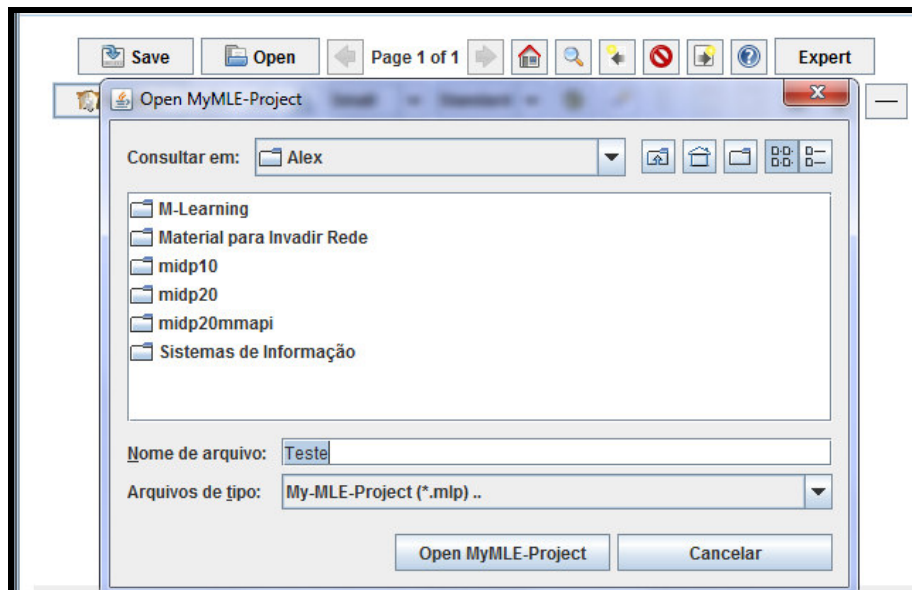 Save Open Page 1 of 1 Expert
Open MyMLE-Project
Consultar em: Alex
M-Learning
Material para Invadir Rede
midp10
midp20
midp20mmapi
Sistemas de Informação
Nome de arquivo: Teste
Arquivos de tipo: My-MLE-Project (*.mlp) ..
Open MyMLE-Project Cancelar